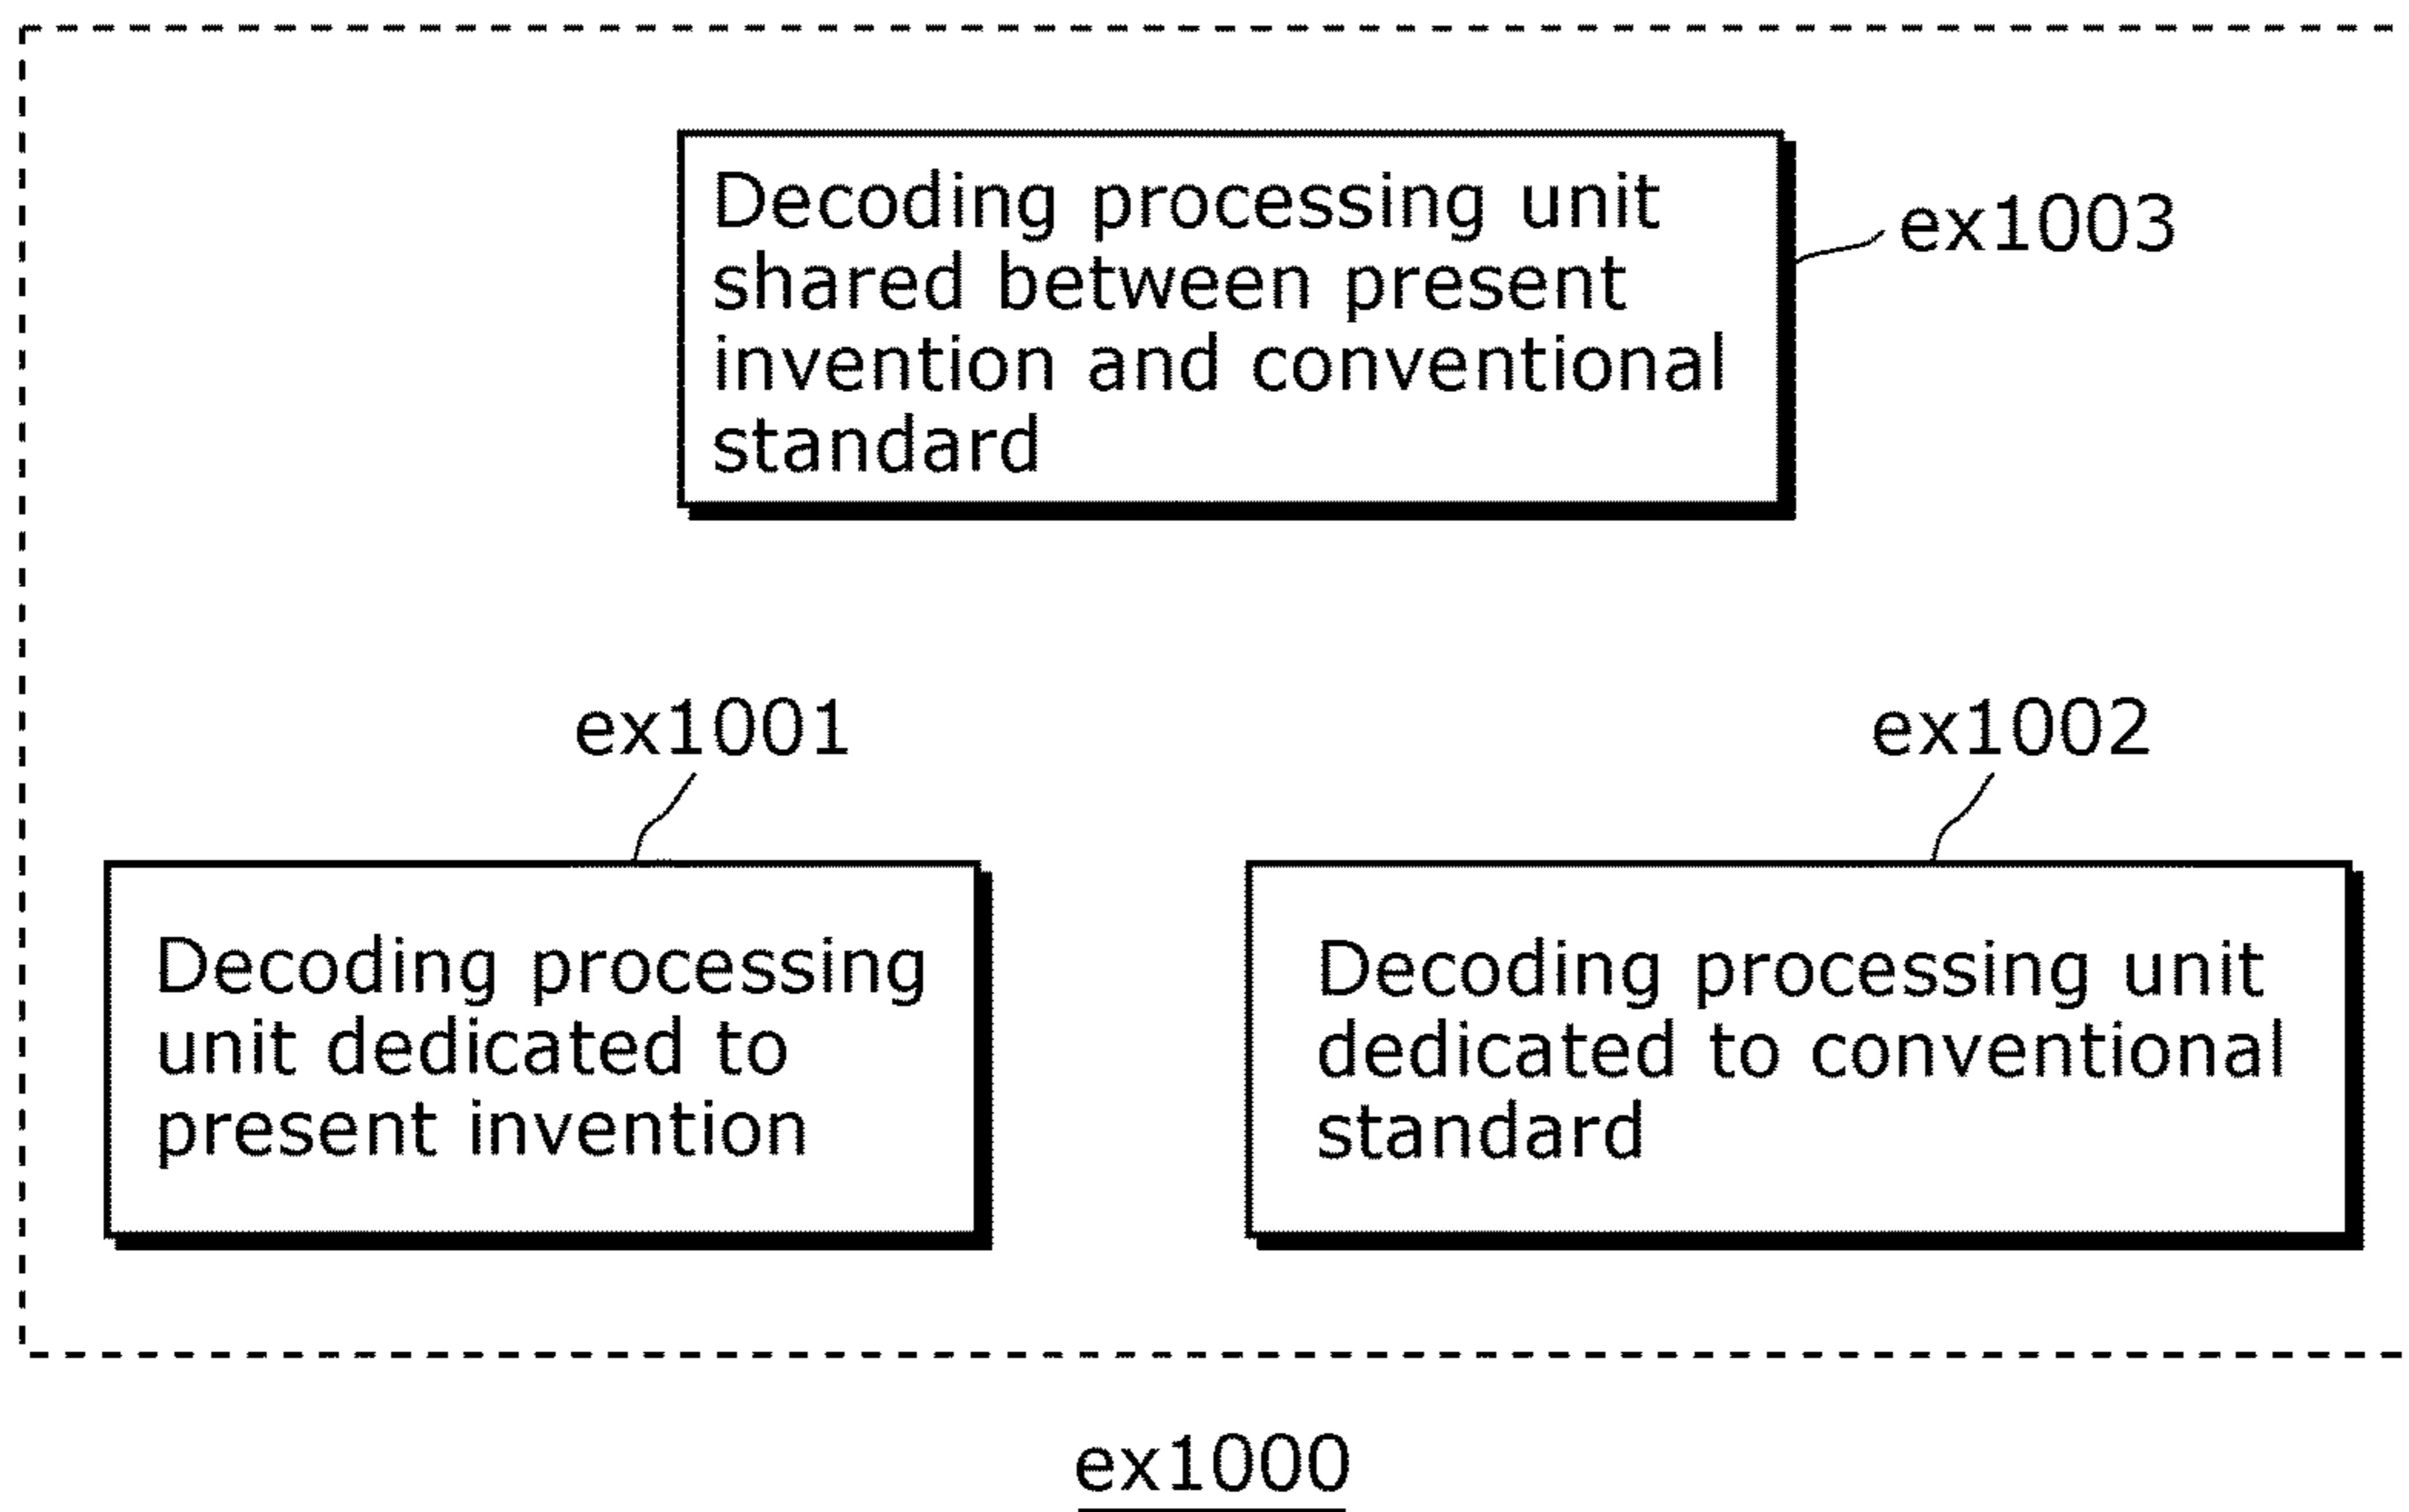 Decoding processing unit
shared between present
invention and conventional
standard
ex1003
ex1001
ex1002
Decoding processing
unit dedicated to
present invention
Decoding processing unit
dedicated to conventional
standard
ex1000